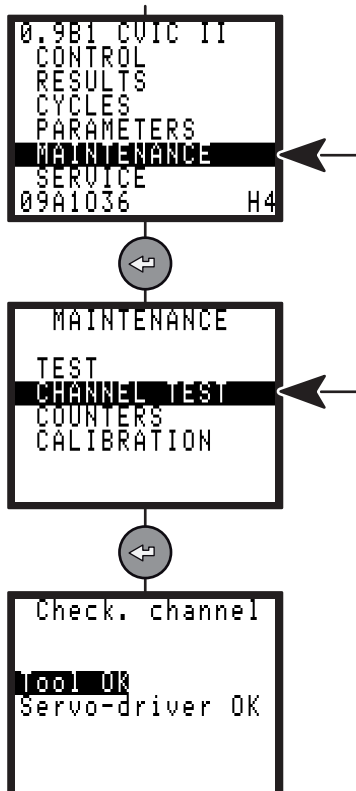 0.9B1 CVIC II
CONTROL
RESULTS
CYCLES
PARAMETERS
MAINTENANCE
SERVICE
09A1036 H4
MAINTENANCE
TEST
CHANNEL TEST
COUNTERS
CALIBRATION
Check. channel
Tool OK
Servo-driver OK